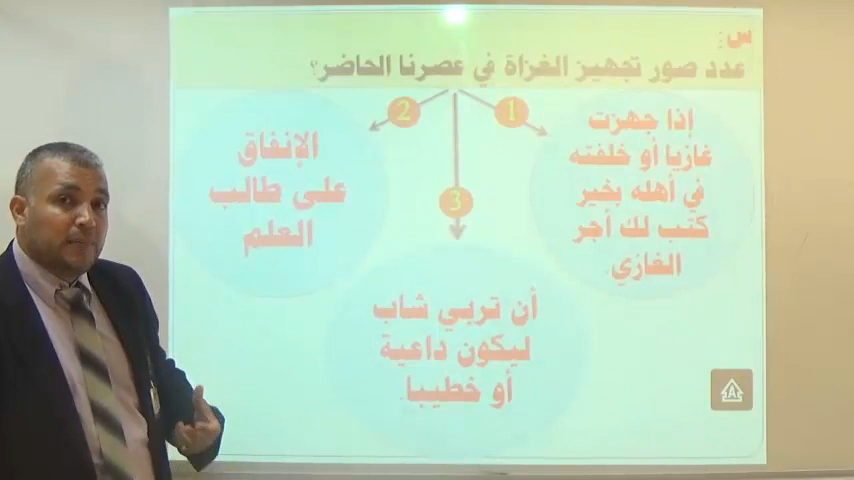 س:
عدد صور تجهيز الغزاة في عصرنا الحاضر؟
1
إذا جهزت
غازيا أو خلفته
في أهله بخير
كتب لك أجر
الغازي
2
الإنفاق
على طالب
العلم
3
أن تربي شاب
ليكون داعية
أو خطيبا
A